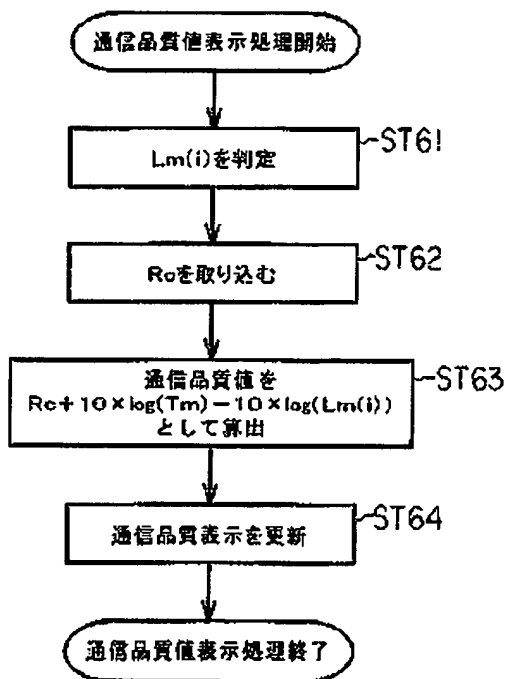 通信品質値表示処理開始
Lm(i)を判定
ST61
Rcを取り込む
ST62
通信品質値を
Rc+10×log(Tm)-10×log(Lm(i))
として算出
ST63
通信品質表示を更新
ST64
通信品質値表示処理終了